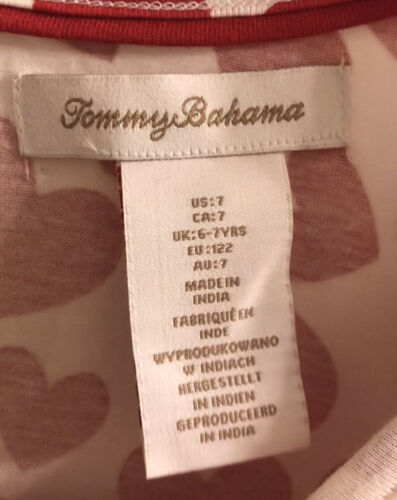 Tommy Bahama
US: 7
CA: 7
UK: 6-7YRS
EU: 122
AU: 7
MADE IN
INDIA
FABRIQUÉ EN
INDE
WYPRODUKOWANO
W INDIACH
HERGESTELLT
IN INDIEN
GEPRODUCEERD
IN INDIA